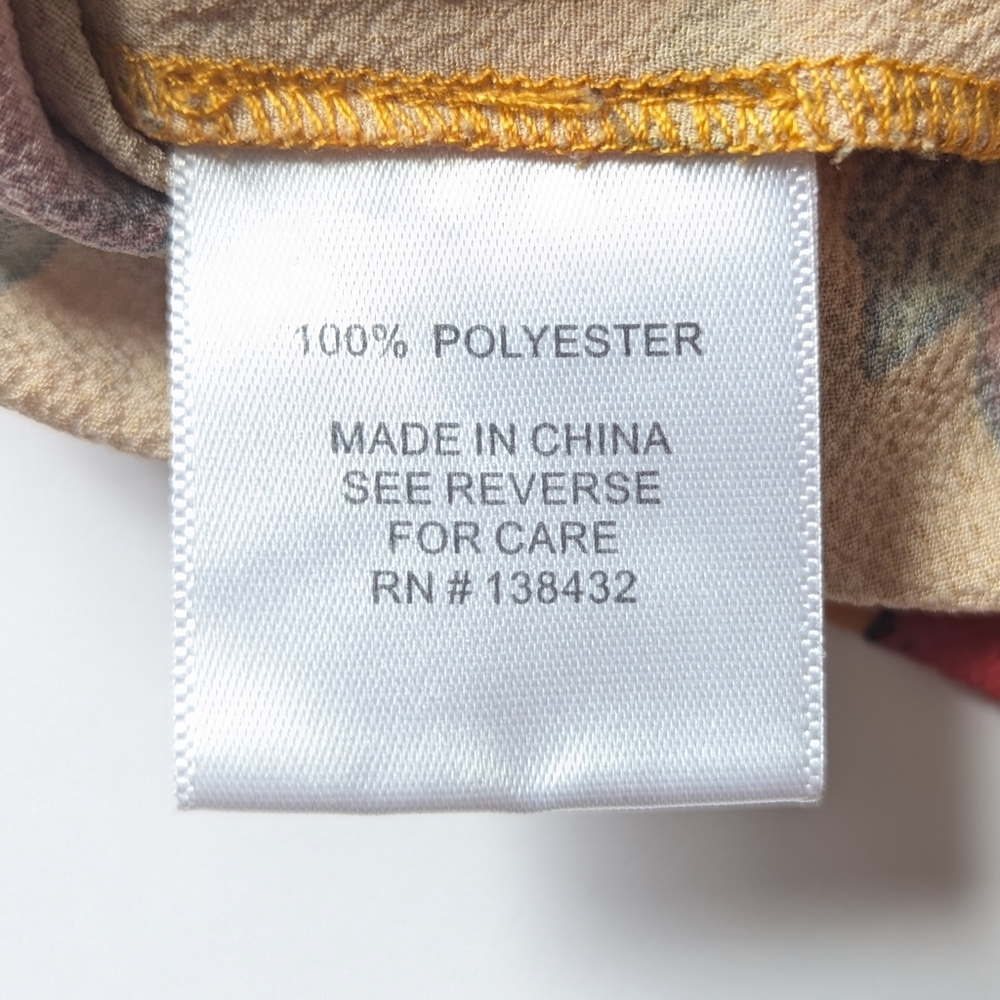 100% POLYESTER
MADE IN CHINA
SEE REVERSE
FOR CARE
RN # 138432